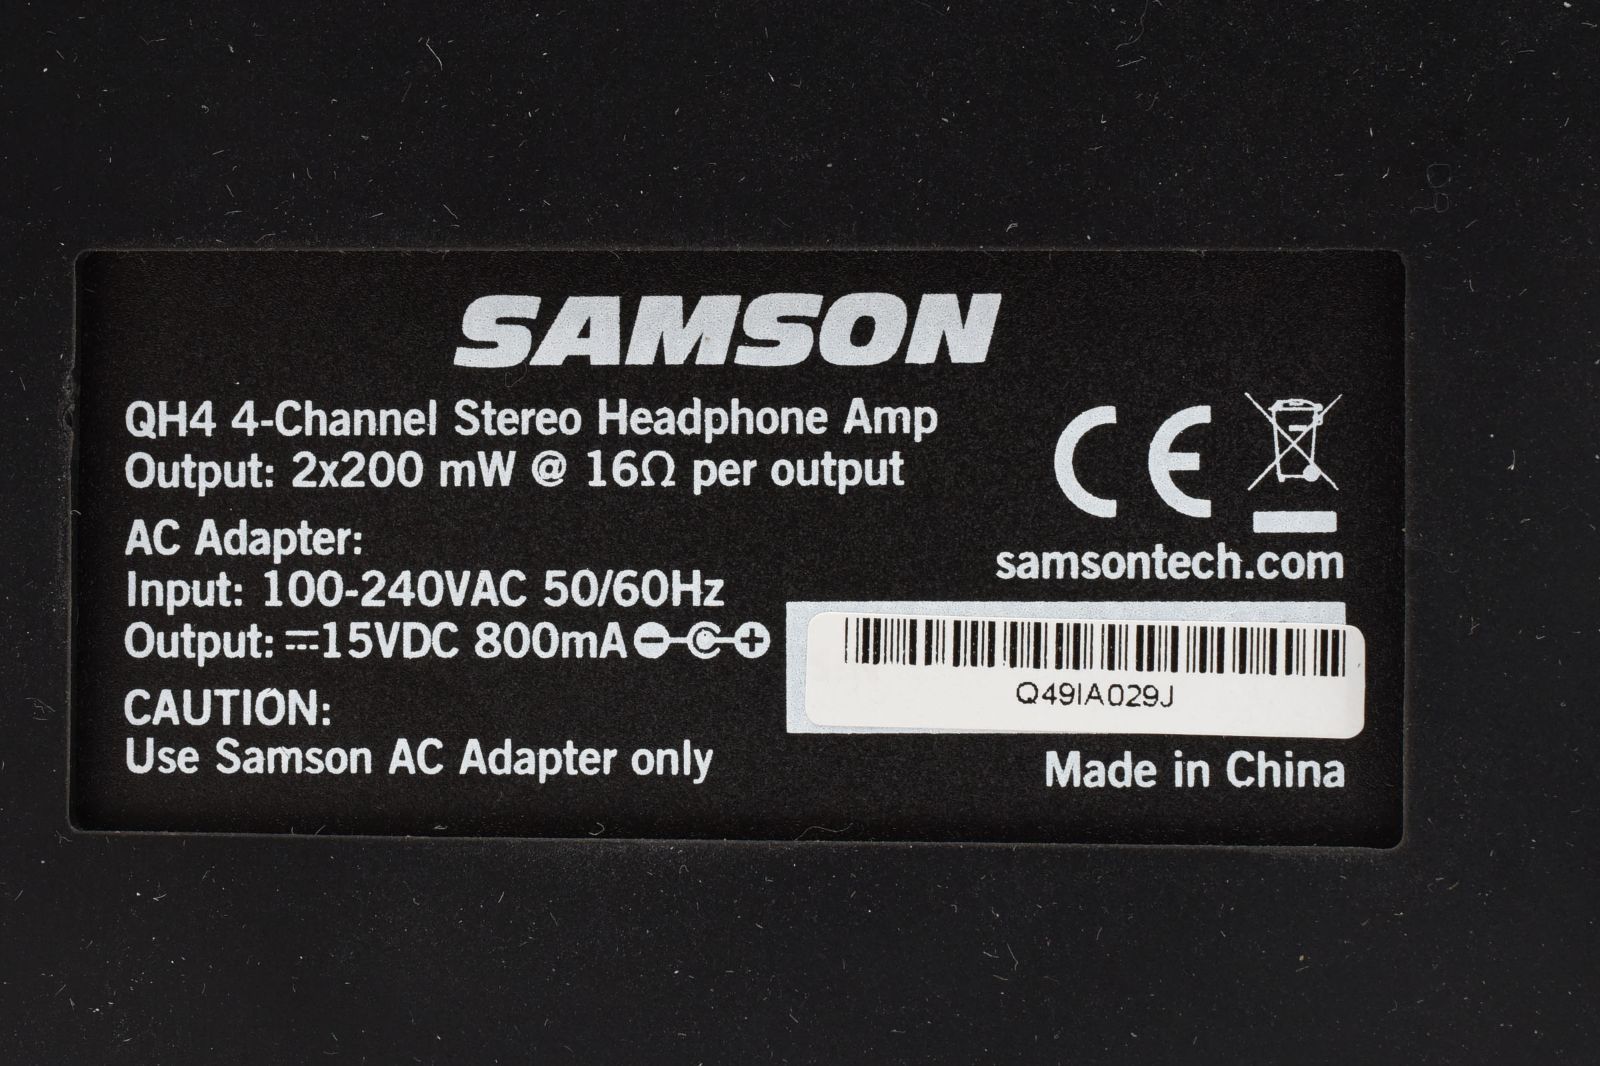 SAMSON
QH4 4-Channel Stereo Headphone Amp
Output: 2x200 mW @ 16Ω per output
AC Adapter:
Input: 100-240VAC 50/60Hz
Output: ⎓15VDC 800mA
CAUTION:
Use Samson AC Adapter only
CE
samsontech.com
Q49IA029J
Made in China